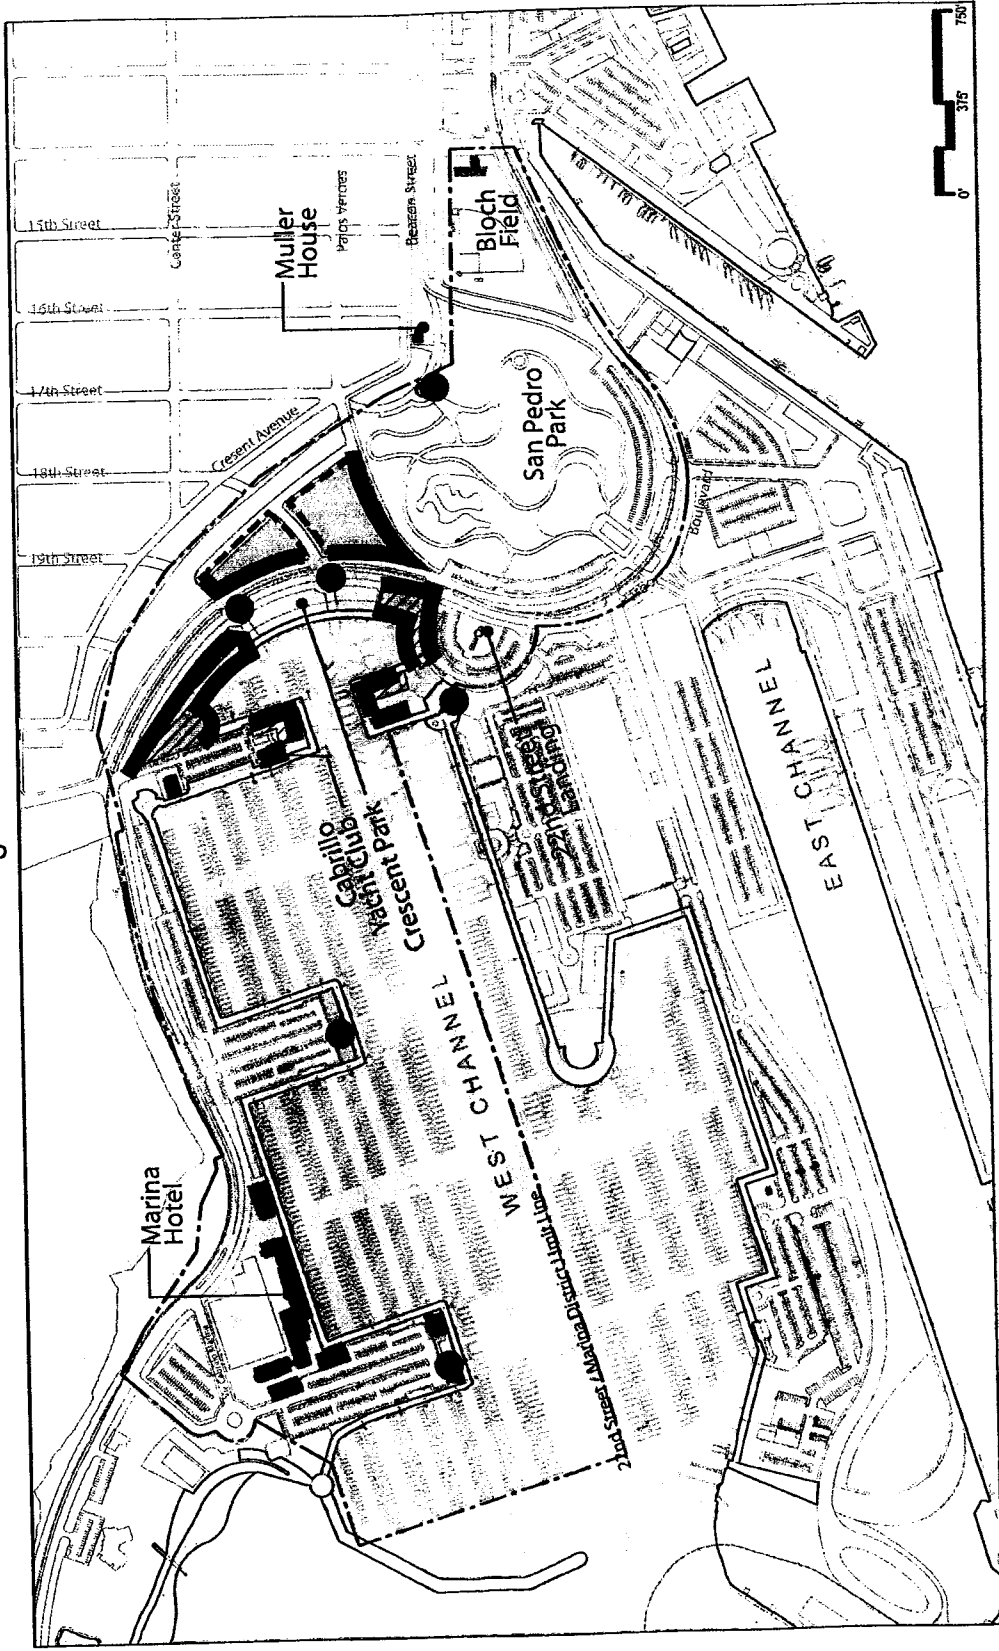 15th Street
16th Street
17th Street
18th Street
19th Street
Center Street
Palos Verdes
Beacon Street
Cresent Avenue
Muller
House
Bloch
Field
San Pedro
Park
Boulevard
Cabrillo
Yacht Club
Crescent Park
22nd Street
Landing
Marina
Hotel
WEST CHANNEL
EAST CHANNEL
22nd Street / Marina District Limit Line
0'
375'
750'